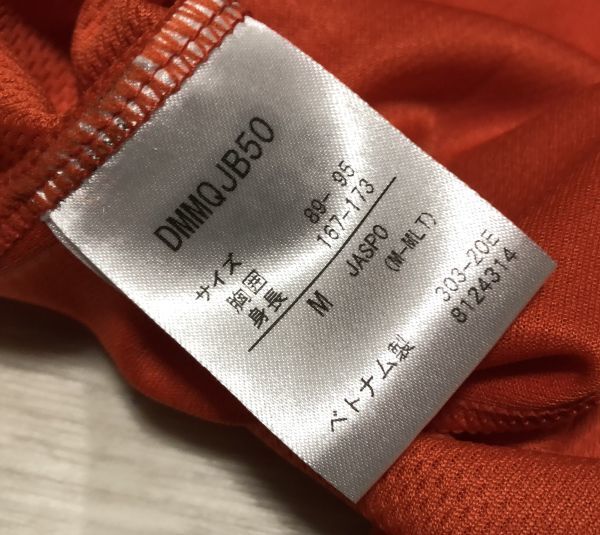 DMMQJB50
サイズ
胸囲 89-95
身長 167-173
M JASPO
(M-MLT)
ベトナム製 303-20E
8124314